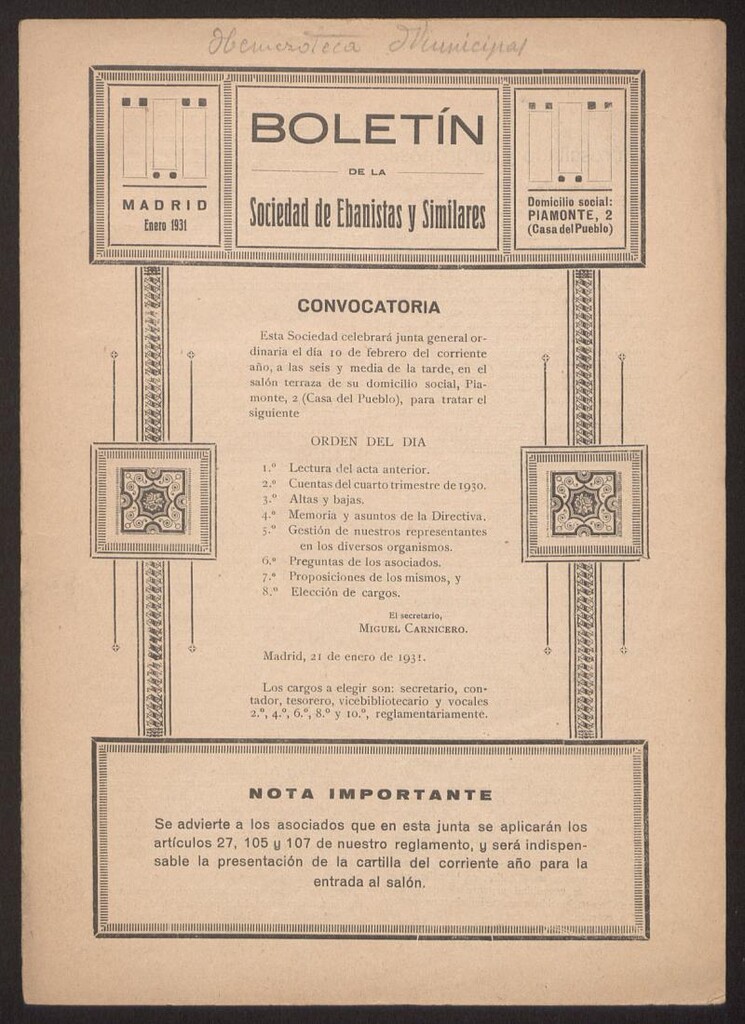 Hemeroteca Municipal
BOLETÍN
DE LA
Sociedad de Ebanistas y Similares
MADRID
Enero 1931
Domicilio social:
PIAMONTE, 2
(Casa del Pueblo)
CONVOCATORIA
Esta Sociedad celebrará junta general or-
dinaria el día 10 de febrero del corriente
año, a las seis y media de la tarde, en el
salón terraza de su domicilio social, Pia-
monte, 2 (Casa del Pueblo), para tratar el
siguiente
ORDEN DEL DIA
1.º Lectura del acta anterior.
2.º Cuentas del cuarto trimestre de 1930.
3.º Altas y bajas.
4.º Memoria y asuntos de la Directiva.
5.º Gestión de nuestros representantes
en los diversos organismos.
6.º Preguntas de los asociados.
7.º Proposiciones de los mismos, y
8.º Elección de cargos.
El secretario,
MIGUEL CARNICERO.
Madrid, 21 de enero de 1931.
Los cargos a elegir son: secretario, con-
tador, tesorero, vicebibliotecario y vocales
2.º, 4.º, 6.º, 8.º y 10.º, reglamentariamente.
NOTA IMPORTANTE
Se advierte a los asociados que en esta junta se aplicarán los
artículos 27, 105 y 107 de nuestro reglamento, y será indispen-
sable la presentación de la cartilla del corriente año para la
entrada al salón.